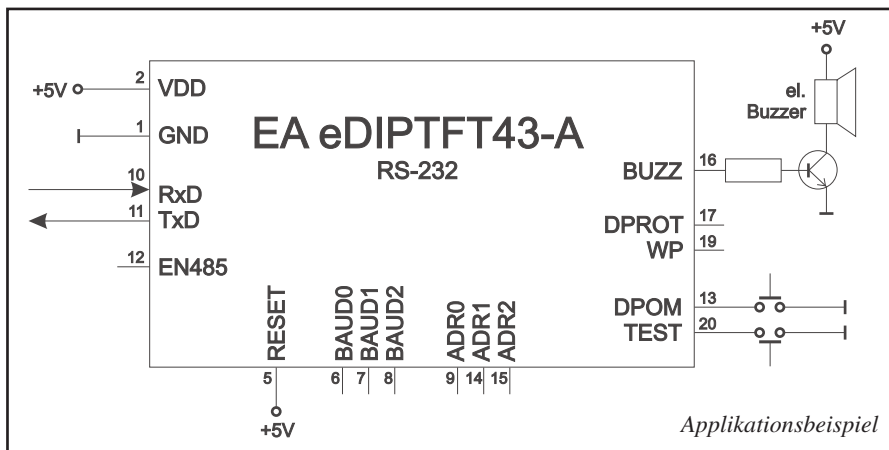 +5V
el.
Buzzer
+5V
2
VDD
1
GND
10
RxD
11
TxD
12
EN485
EA eDIPTFT43-A
RS-232
BUZZ
16
DPROT
17
WP
19
DPOM
13
TEST
20
RESET
BAUD0
BAUD1
BAUD2
ADR0
ADR1
ADR2
5
6
7
8
9
14
15
+5V
Applikationsbeispiel